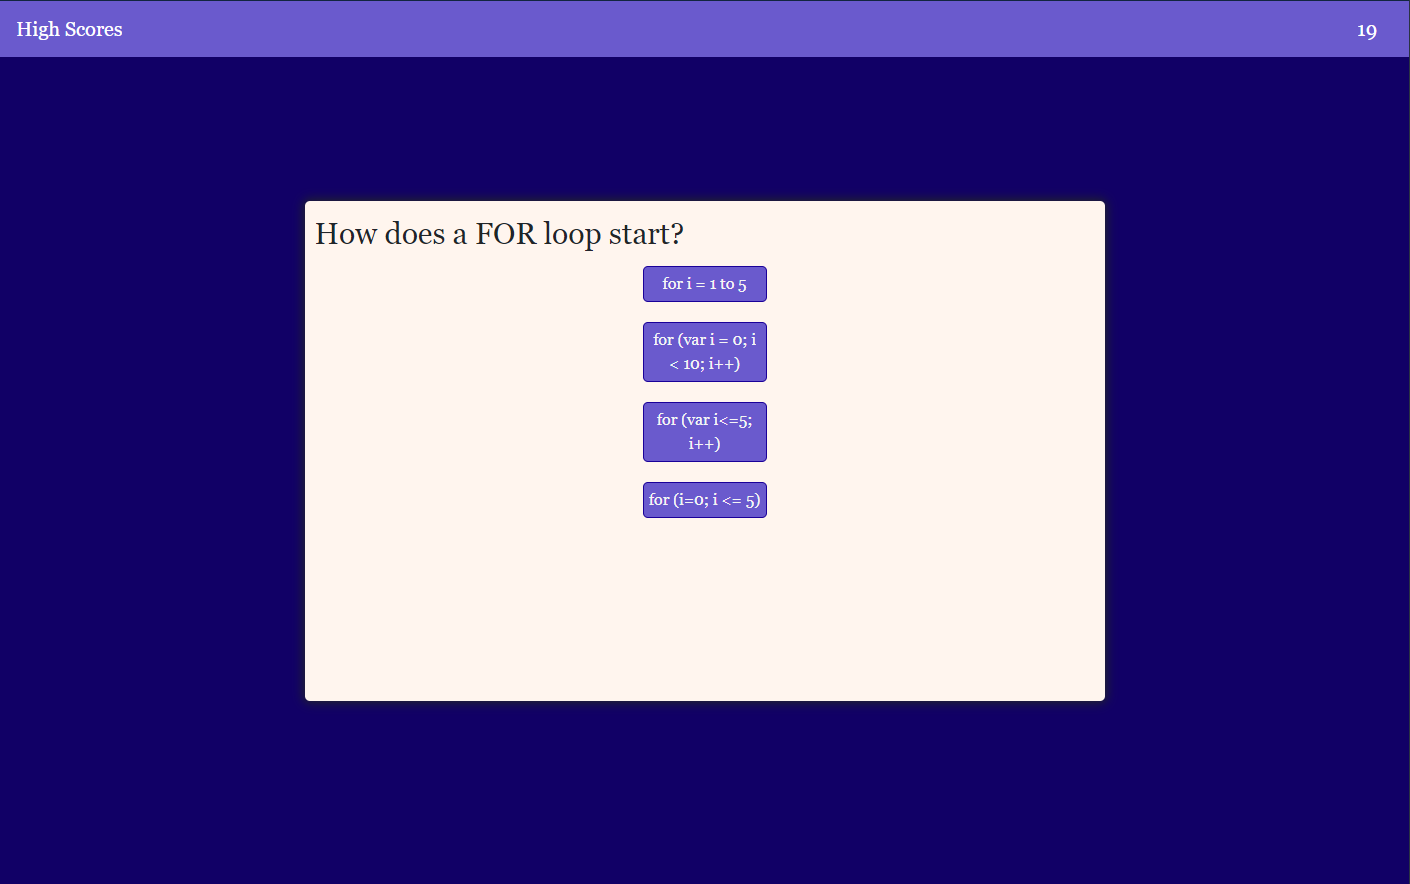 High Scores
19
How does a FOR loop start?
for i = 1 to 5
for (var i = 0; i
< 10; i++)
for (var i<=5;
i++)
for (i=0; i <= 5)